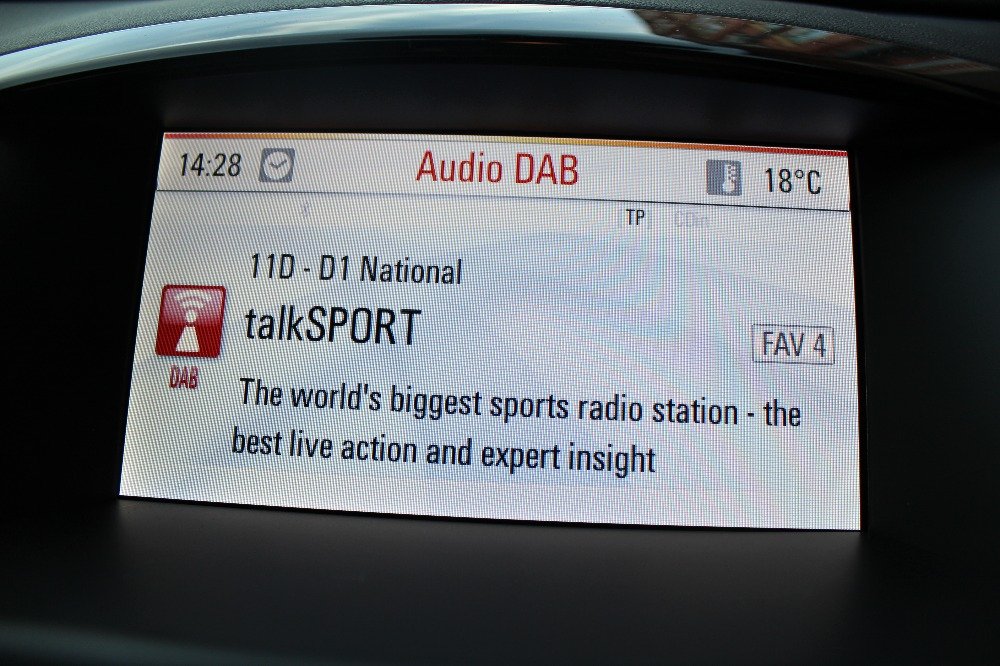 14:28 Audio DAB 18°C
TP CDin
11D - D1 National
talkSPORT
FAV 4
DAB
The world's biggest sports radio station - the
best live action and expert insight